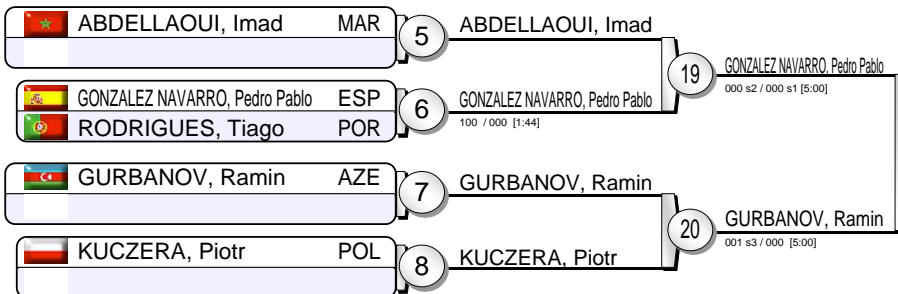 ABDELLAOUI, Imad MAR
5
ABDELLAOUI, Imad
GONZALEZ NAVARRO, Pedro Pablo ESP
RODRIGUES, Tiago POR
6
GONZALEZ NAVARRO, Pedro Pablo
100 / 000 [1:44]
19
GONZALEZ NAVARRO, Pedro Pablo
000 s2 / 000 s1 [5:00]
GURBANOV, Ramin AZE
7
GURBANOV, Ramin
KUCZERA, Piotr POL
8
KUCZERA, Piotr
20
GURBANOV, Ramin
001 s3 / 000 [5:00]